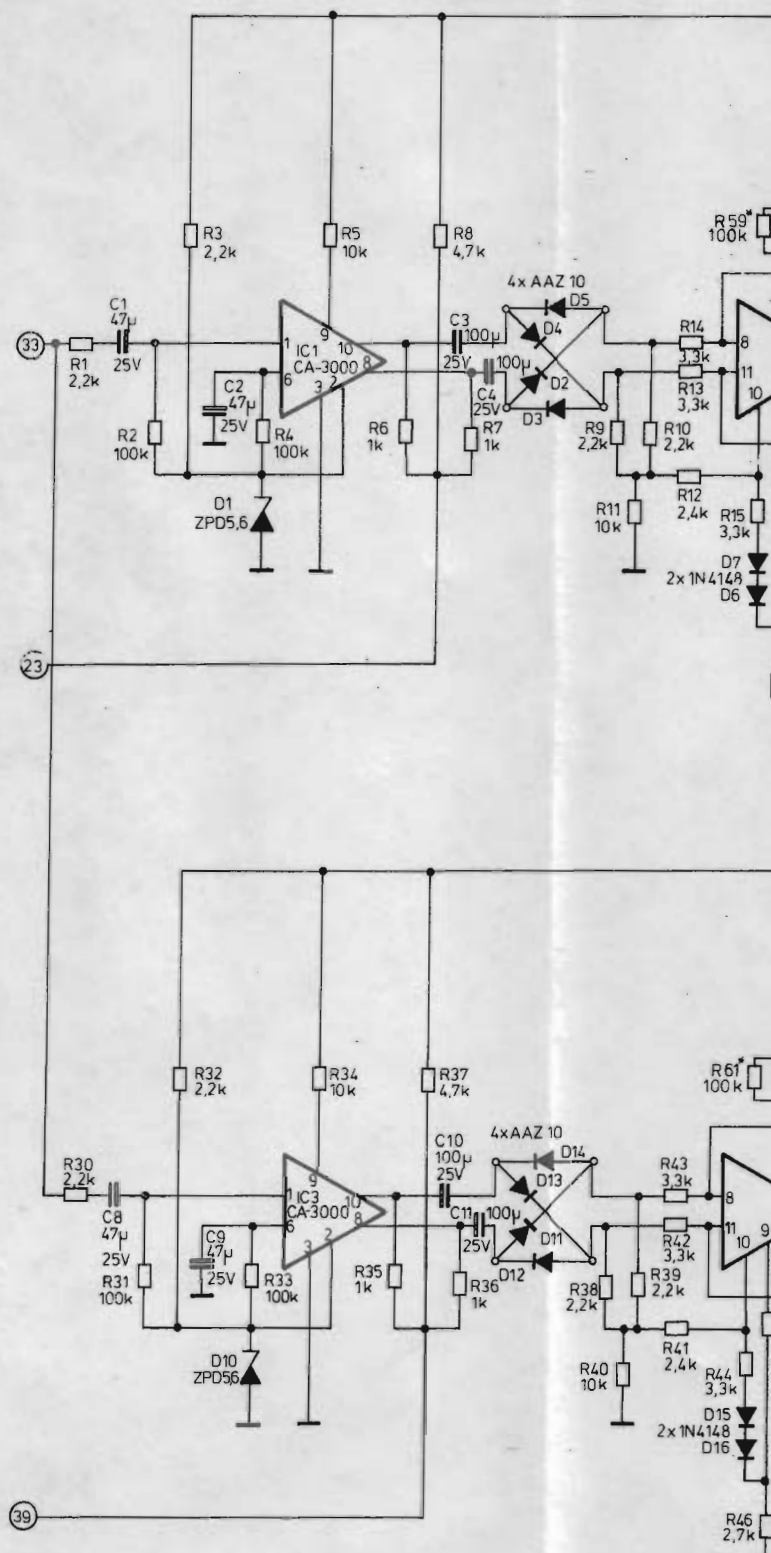 R3
2,2k
R5
10k
R8
4,7k
R59*
100k
4x AAZ 10
D5
D4
D2
D3
C1
47µ
25V
33
R1
2,2k
1
6
9
10
8
3
2
IC1
CA-3000
C3
100µ
25V
100µ
C4
25V
R14
3,3k
R13
3,3k
8
11
10
C2
47µ
25V
R2
100k
R4
100k
R6
1k
R7
1k
R9
2,2k
R10
2,2k
R12
2,4k
R11
10k
R15
3,3k
D1
ZPD5,6
D7
2x 1N4148
D6
23
R32
2,2k
R34
10k
R37
4,7k
R61*
100k
4xAAZ 10
D14
D13
D11
D12
C10
100µ
25V
R30
2,2k
C8
47µ
25V
1
6
9
10
8
3
2
IC3
CA-3000
C11
100µ
25V
R43
3,3k
R42
3,3k
8
11
10
9
C9
47µ
25V
R31
100k
R33
100k
R35
1k
R36
1k
R38
2,2k
R39
2,2k
R41
2,4k
R40
10k
R44
3,3k
D10
ZPD5,6
D15
2x 1N4148
D16
39
R46
2,7k